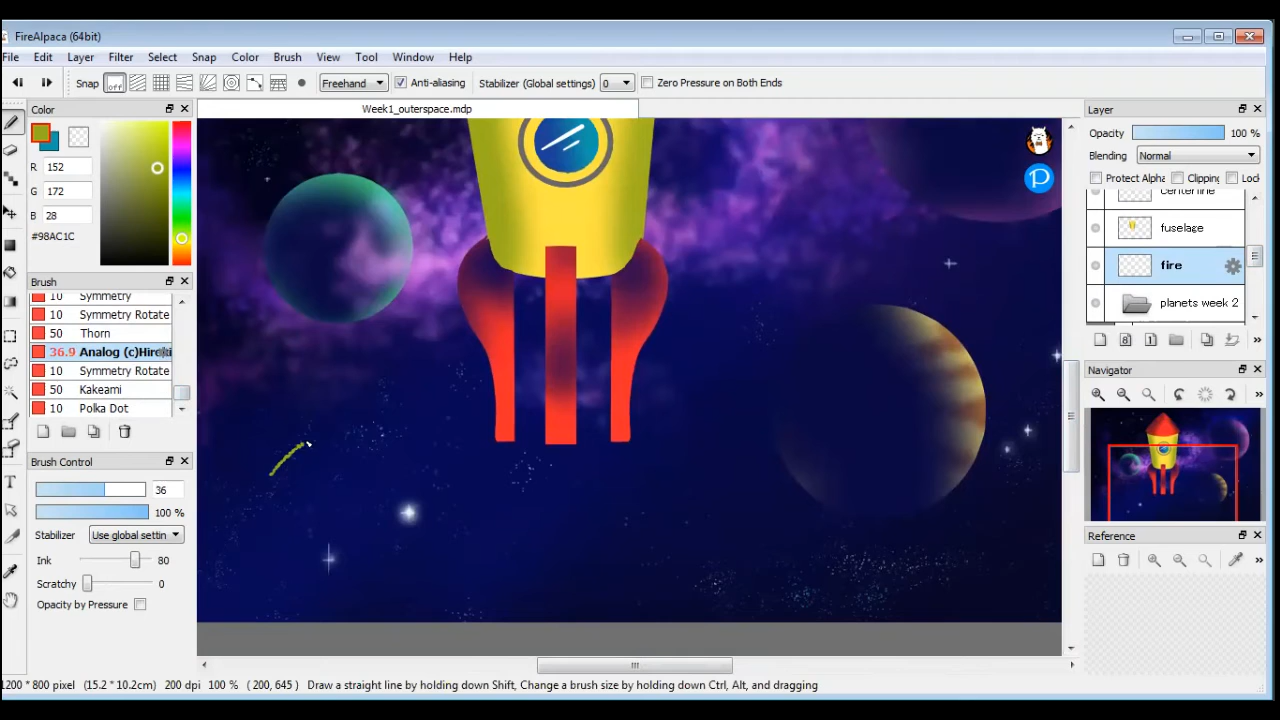 FireAlpaca (64bit)
File Edit Layer Filter Select Snap Color Brush View Tool Window Help
Snap off Freehand Anti-aliasing Stabilizer (Global settings) 0 Zero Pressure on Both Ends
Color
Week1_outerspace.mdp
Layer
Opacity 100 %
Blending Normal
Protect Alpha Clipping Lock
R 152
G 172
B 28
#98AC1C
centerline
fuselage
fire
planets week 2
8 1
Brush
10 Symmetry
10 Symmetry Rotate
50 Thorn
36.9 Analog (c)Hiro
10 Symmetry Rotate
50 Kakeami
10 Polka Dot
P
Navigator
Brush Control
36
100 %
Stabilizer Use global settin
Ink 80
Scratchy 0
Opacity by Pressure
Reference
T
1200 * 800 pixel (15.2 * 10.2cm) 200 dpi 100 % ( 200, 645 ) Draw a straight line by holding down Shift, Change a brush size by holding down Ctrl, Alt, and dragging